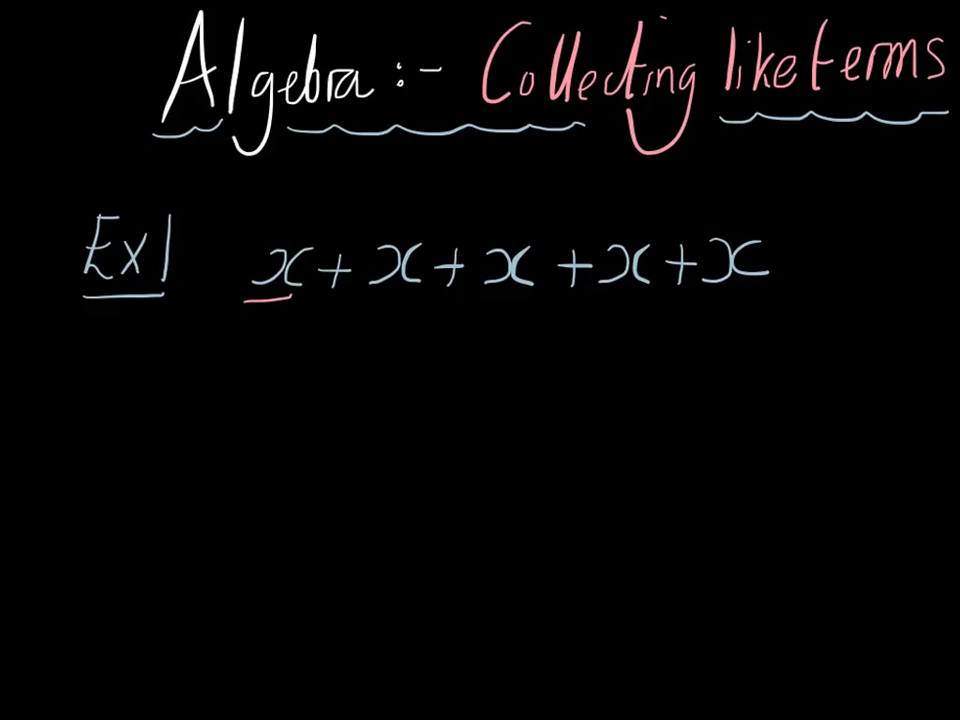 Algebra :- Collecting like terms
Ex1 x + x + x + x + x